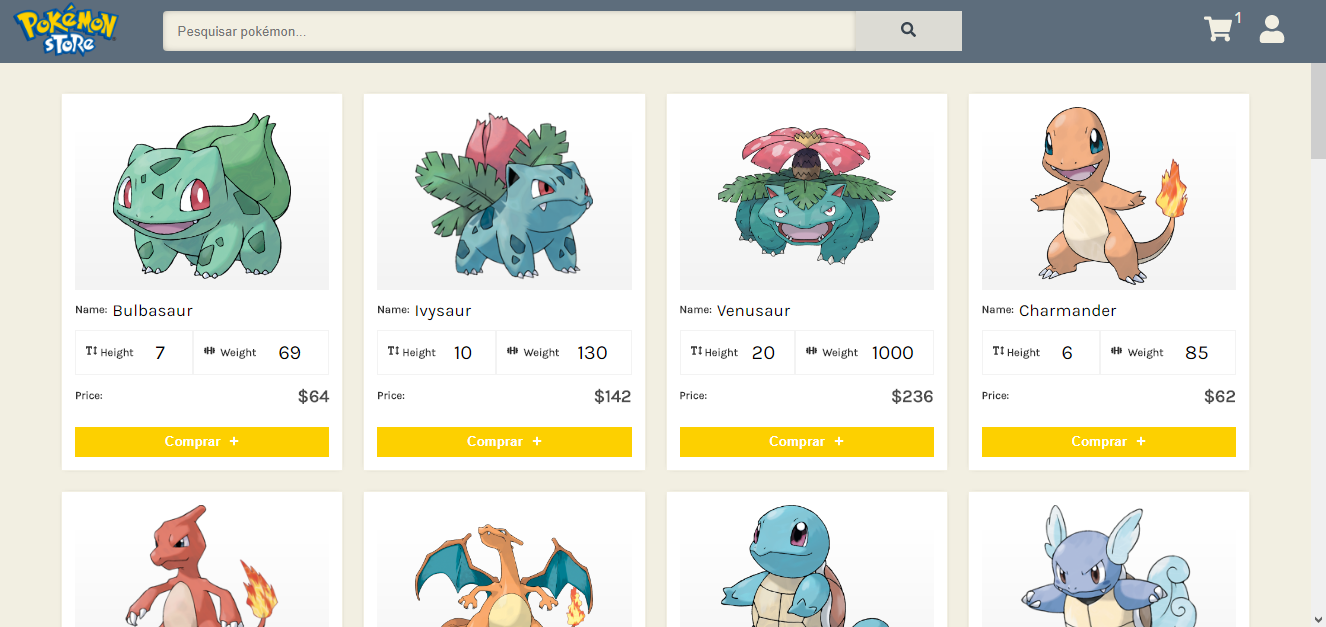 POKéMON
STORE
Pesquisar pokémon...
1
Name: Bulbasaur
Height 7 Weight 69
Price: $64
Comprar +
Name: Ivysaur
Height 10 Weight 130
Price: $142
Comprar +
Name: Venusaur
Height 20 Weight 1000
Price: $236
Comprar +
Name: Charmander
Height 6 Weight 85
Price: $62
Comprar +